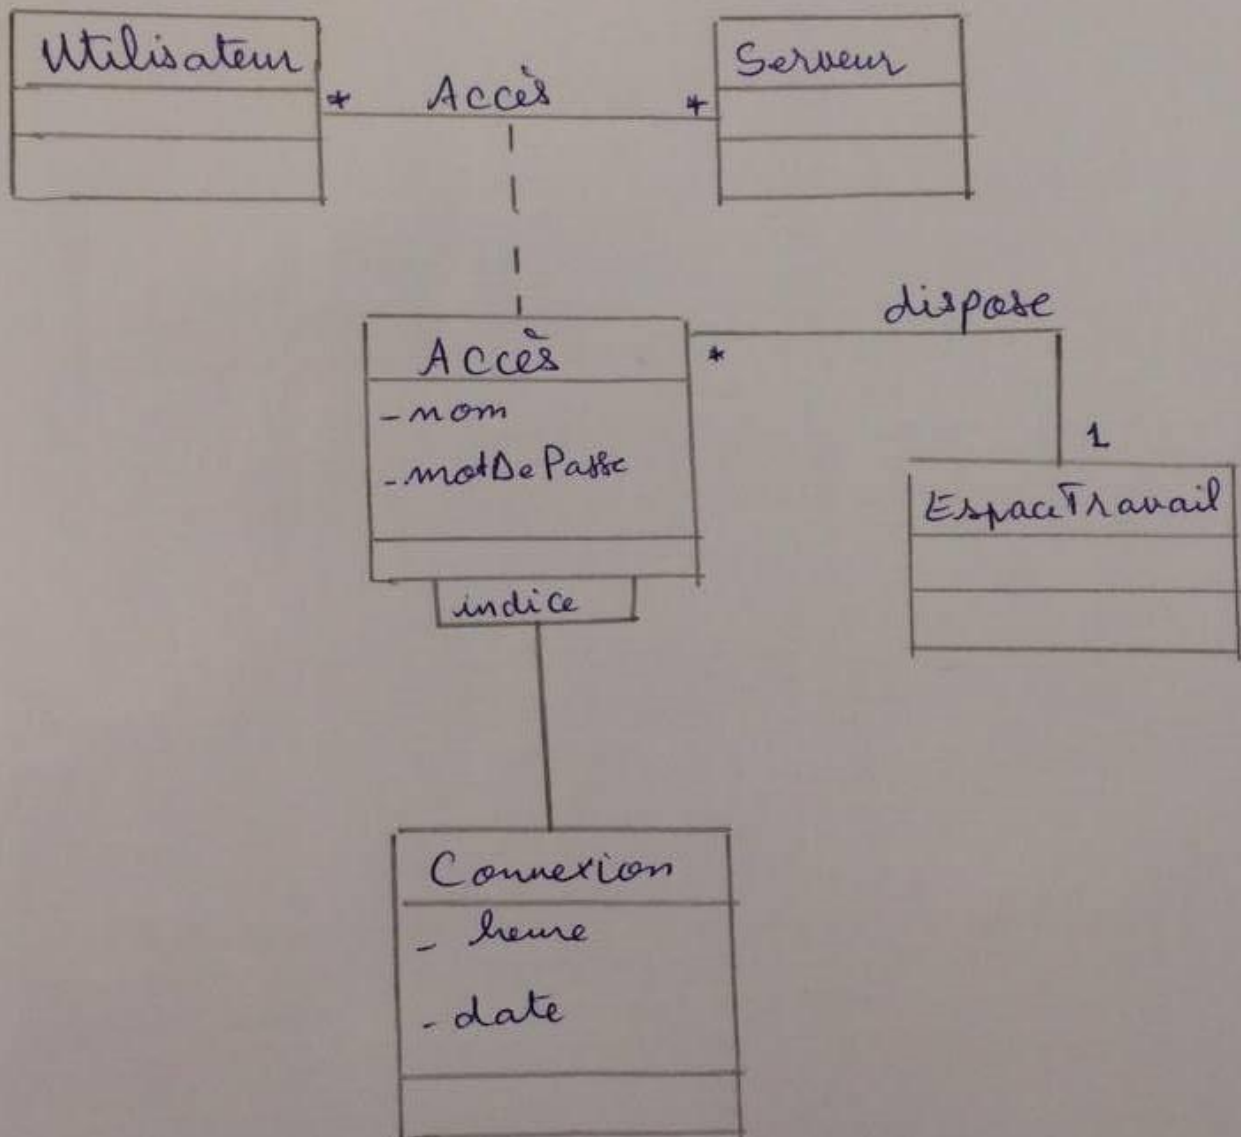 Utilisateur
* Accès *
Serveur
Accès
- nom
- motDePasse
dispose
*
1
EspaceTravail
indice
Connexion
- heure
- date